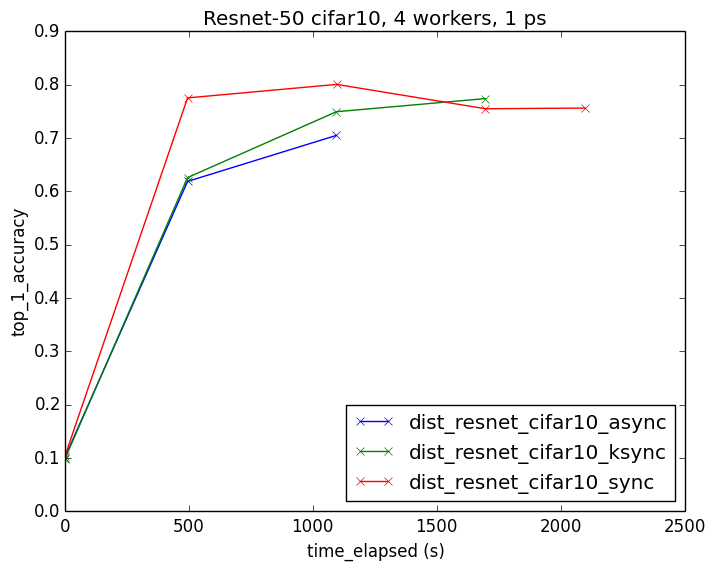 Resnet-50 cifar10, 4 workers, 1 ps
top_1_accuracy
0.9
0.8
0.7
0.6
0.5
0.4
0.3
0.2
0.1
0.0
dist_resnet_cifar10_async
dist_resnet_cifar10_ksync
dist_resnet_cifar10_sync
0 500 1000 1500 2000 2500
time_elapsed (s)